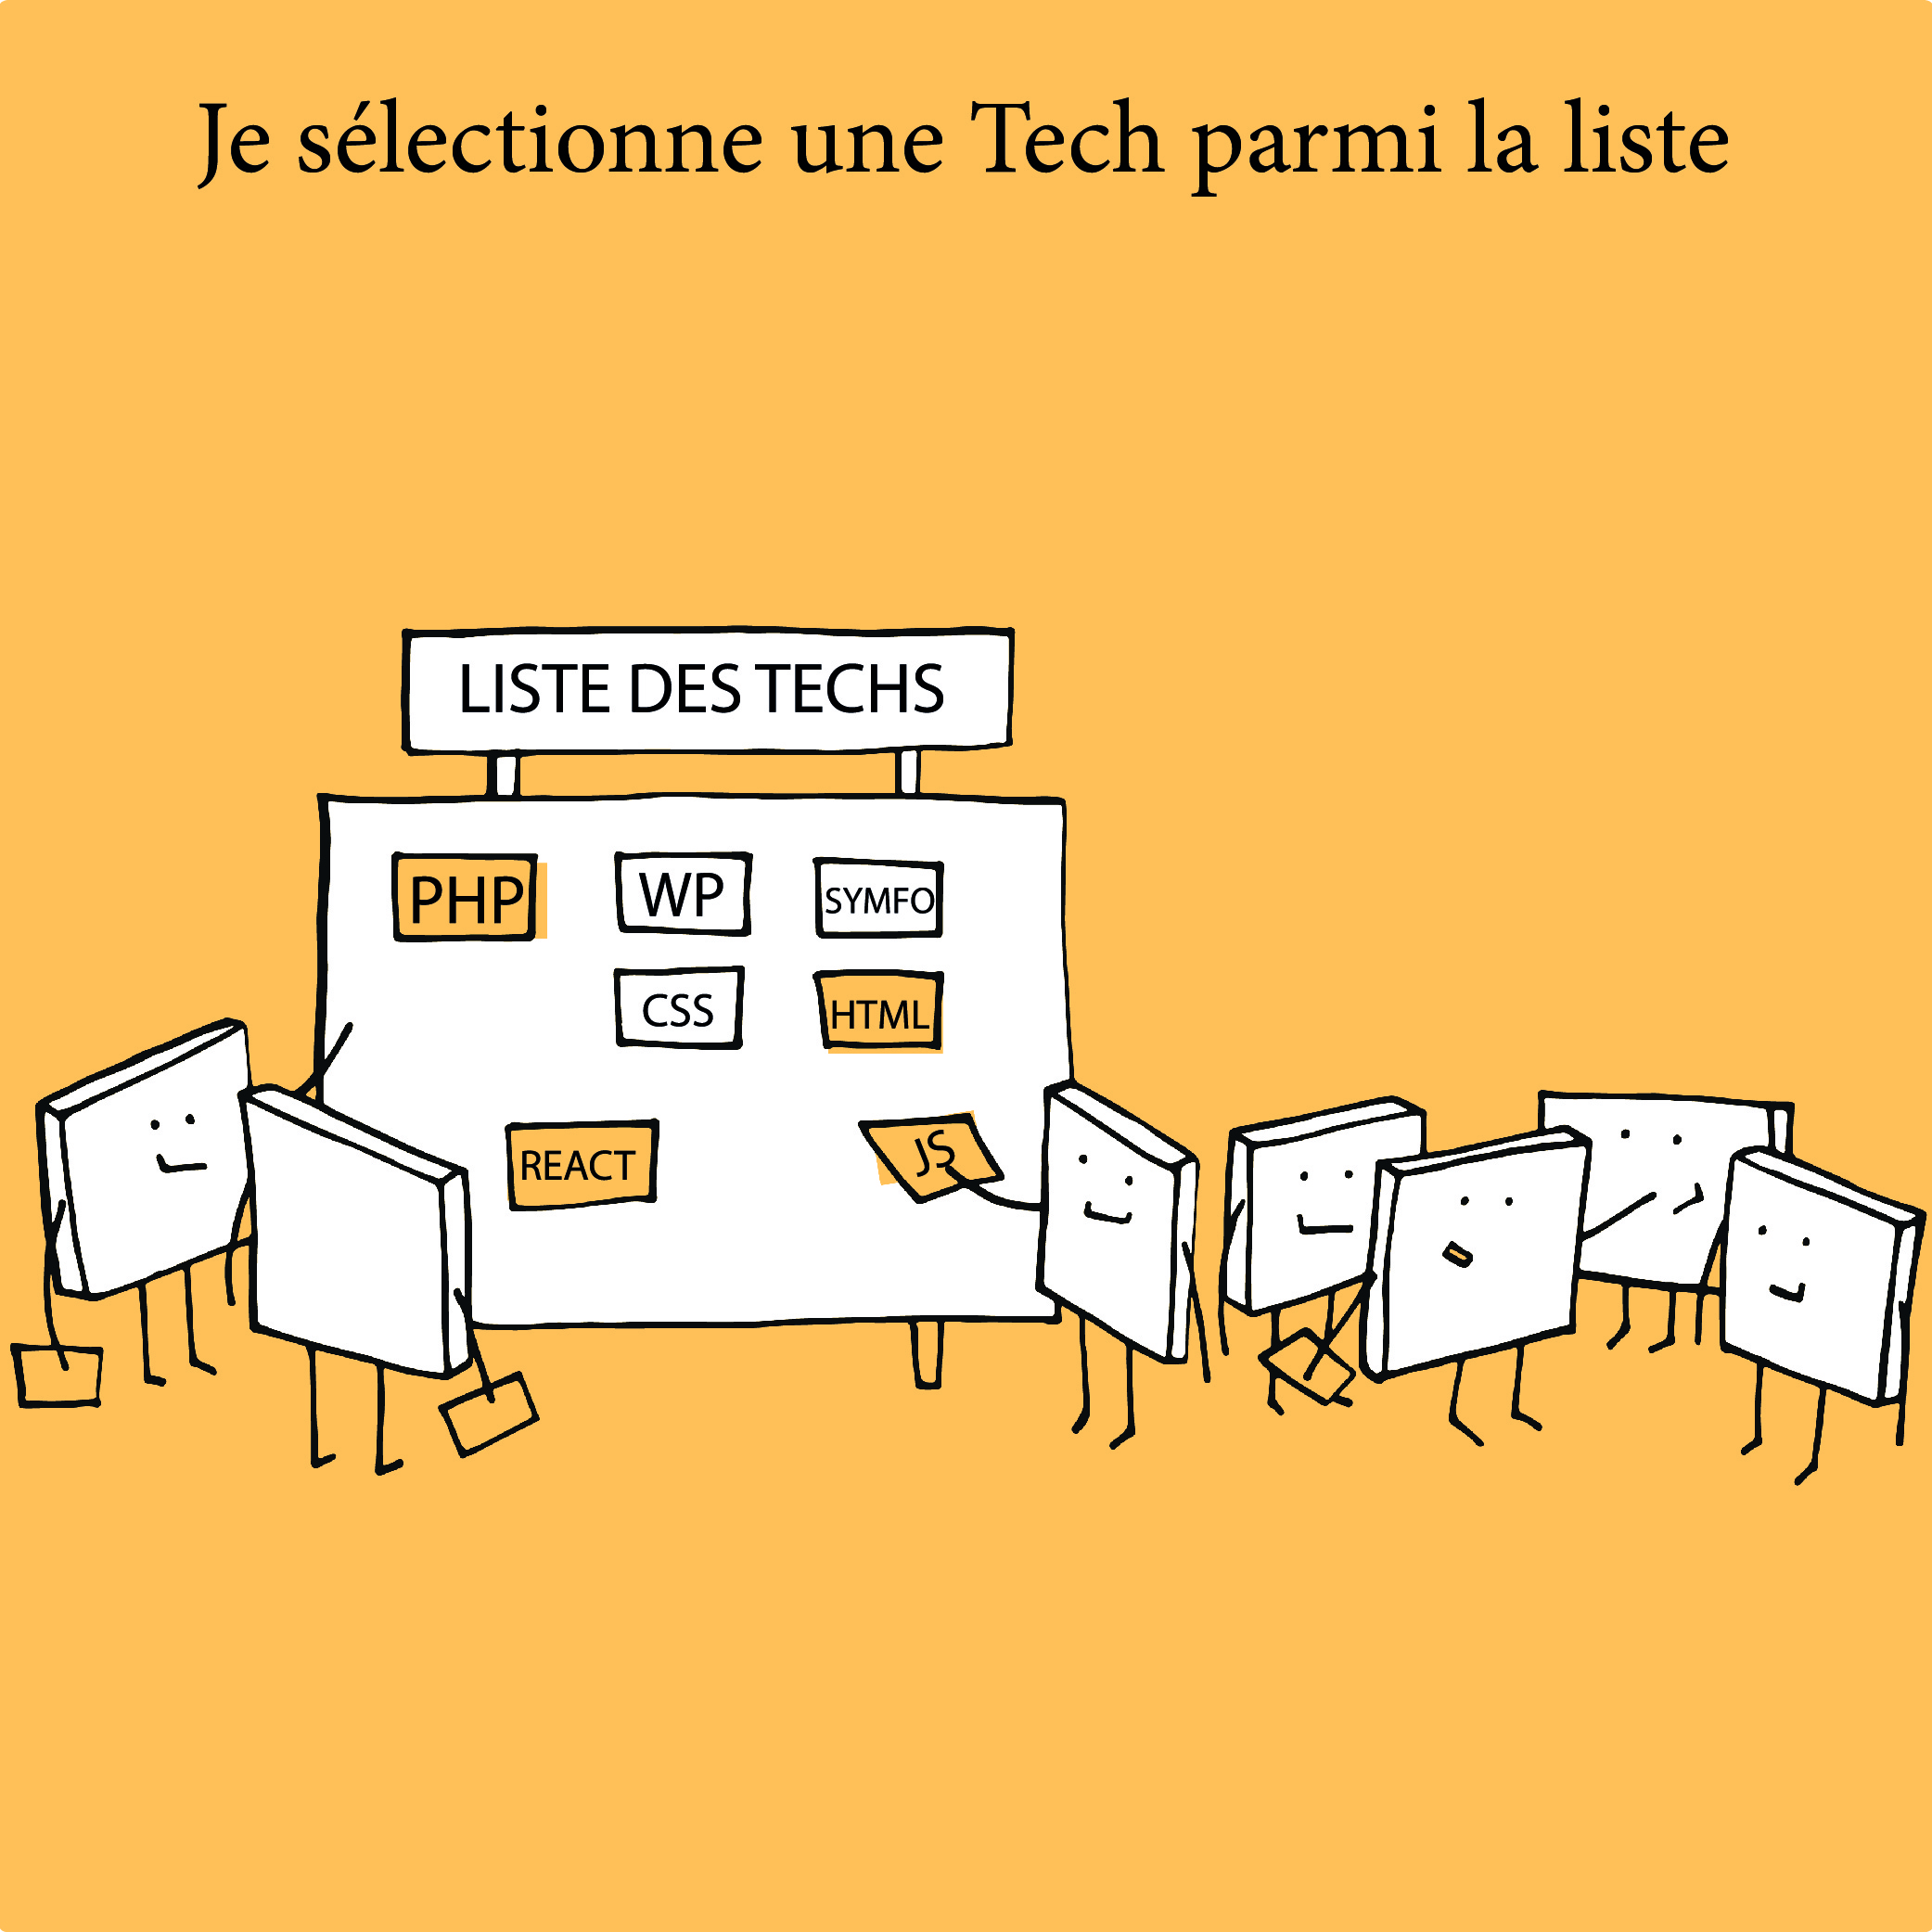 Je sélectionne une Tech parmi la liste
LISTE DES TECHS
PHP
WP
SYMFO
CSS
HTML
REACT
JS